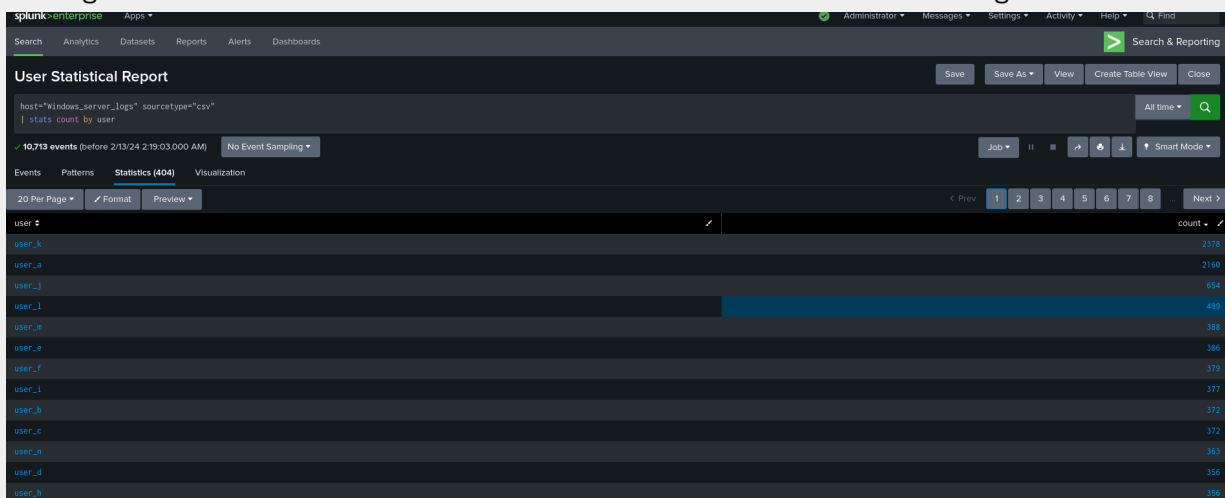 splunk>enterprise Apps Administrator Messages Settings Activity Help Find
Search Analytics Datasets Reports Alerts Dashboards Search & Reporting
User Statistical Report Save Save As View Create Table View Close
host="Windows_server_logs" sourcetype="csv" All time
| stats count by user
10,713 events (before 2/13/24 2:19:03.000 AM) No Event Sampling Job Smart Mode
Events Patterns Statistics (404) Visualization
20 Per Page Format Preview < Prev 1 2 3 4 5 6 7 8 ... Next >
user count
user_k 2378
user_a 2160
user_j 654
user_l 499
user_m 388
user_e 386
user_f 379
user_i 377
user_b 372
user_c 372
user_n 363
user_d 356
user_h 356